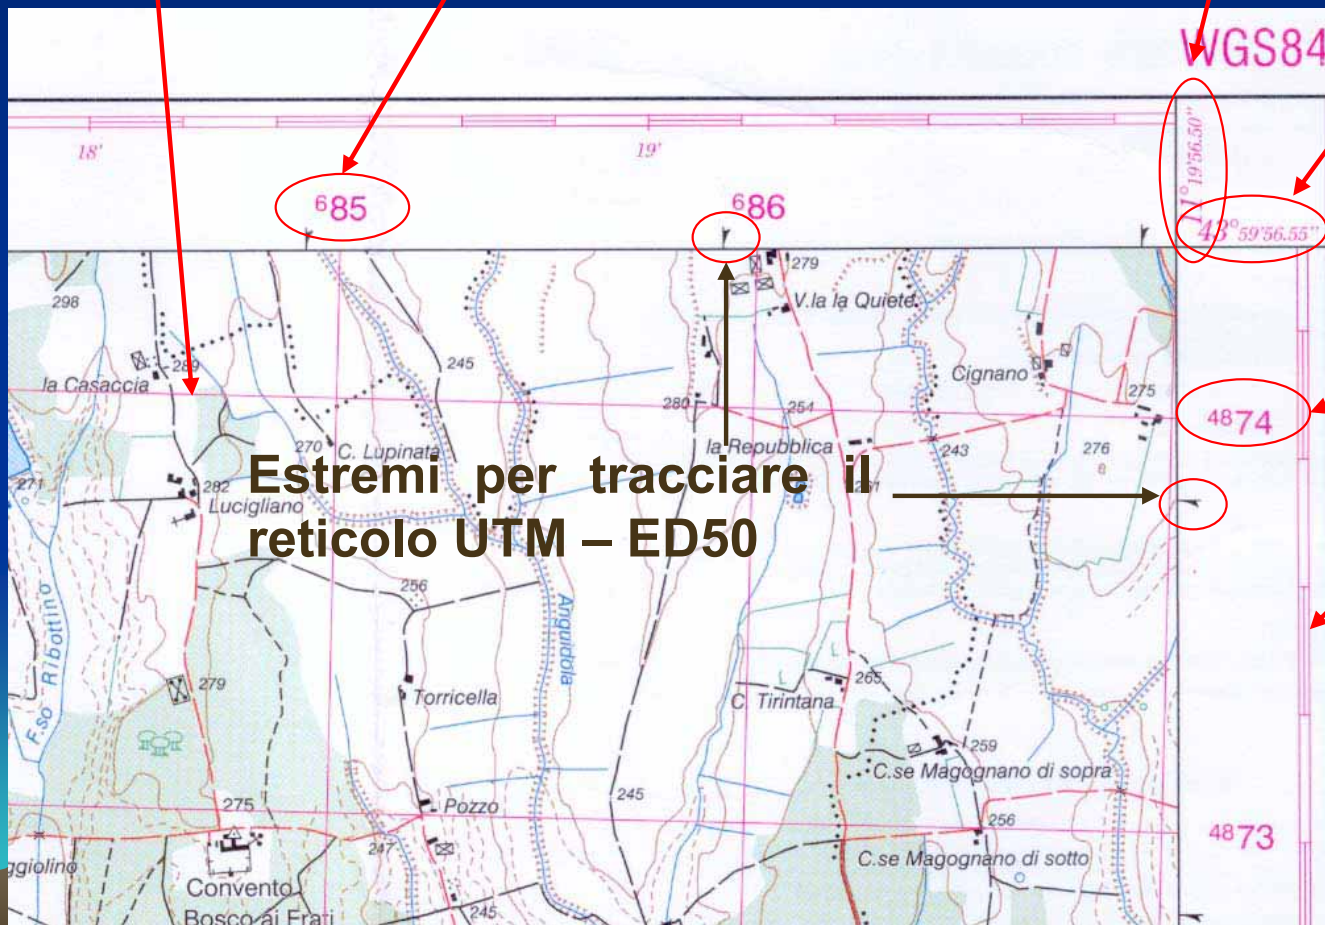 WGS84
18'
19'
11° 19'56.50"
⁶85
⁶86
43° 59'56.55"
298
279
V.la la Quiete
289
245
la Casaccia
Cignano
275
280
254
⁴⁸74
270
C. Lupinata
la Repubblica
243
276
e
271
282
Lucigliano
Estremi per tracciare il
reticolo UTM – ED50
256
F.so Ribottino
Anguidola
L
L
279
Torricella
265
C. Tirintana
259
C.se Magognano di sopra
275
Pozzo
245
256
⁴⁸73
247
ggiolino
C.se Magognano di sotto
Convento
245
Bosco ai Frati